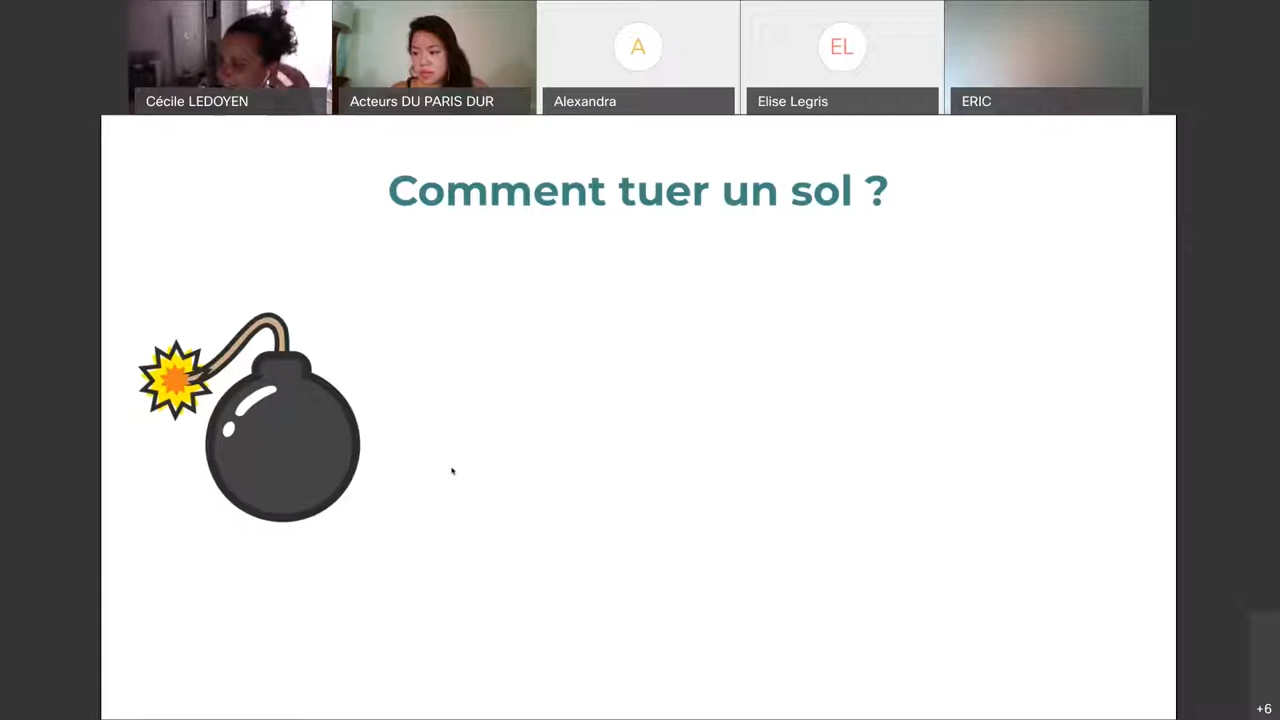 A
EL
Cécile LEDOYEN
Acteurs DU PARIS DUR
Alexandra
Elise Legris
ERIC
Comment tuer un sol ?
+6